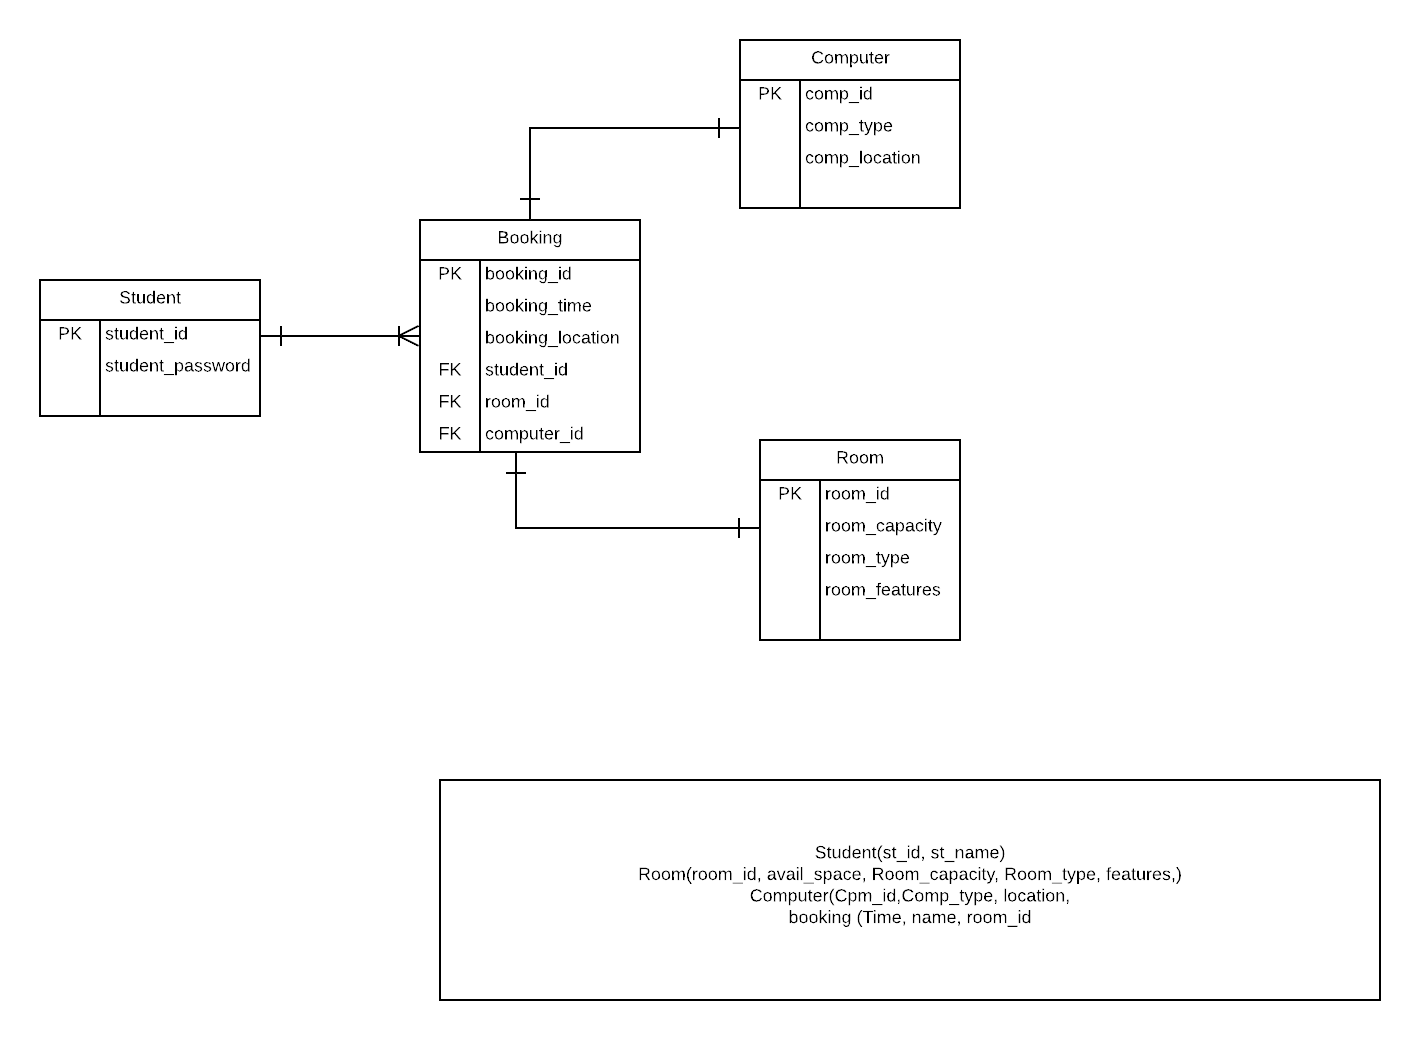 Computer
PK comp_id
comp_type
comp_location
Booking
PK booking_id
booking_time
booking_location
FK student_id
FK room_id
FK computer_id
Student
PK student_id
student_password
Room
PK room_id
room_capacity
room_type
room_features
Student(st_id, st_name)
Room(room_id, avail_space, Room_capacity, Room_type, features,)
Computer(Cpm_id,Comp_type, location,
booking (Time, name, room_id